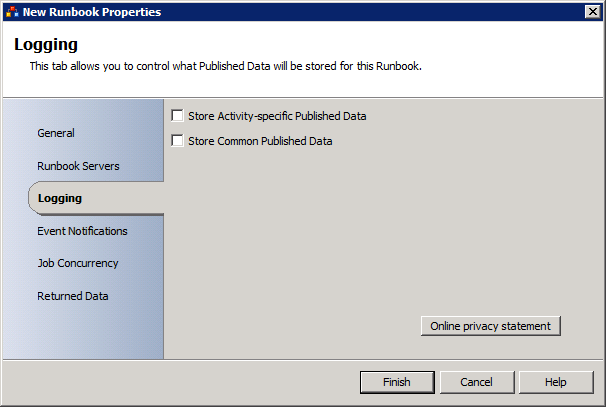 New Runbook Properties
Logging
This tab allows you to control what Published Data will be stored for this Runbook.
General
Runbook Servers
Logging
Event Notifications
Job Concurrency
Returned Data
Store Activity-specific Published Data
Store Common Published Data
Online privacy statement
Finish
Cancel
Help